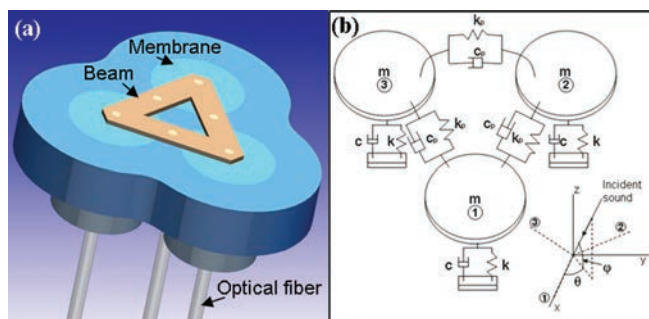 (a)
Membrane
Beam
Optical fiber
(b)
kₚ
cₚ
m
③
m
②
c
k
cₚ
kₚ
cₚ
kₚ
c
k
m
①
c
k
Incident
sound
z
③
②
y
φ
θ
①
x